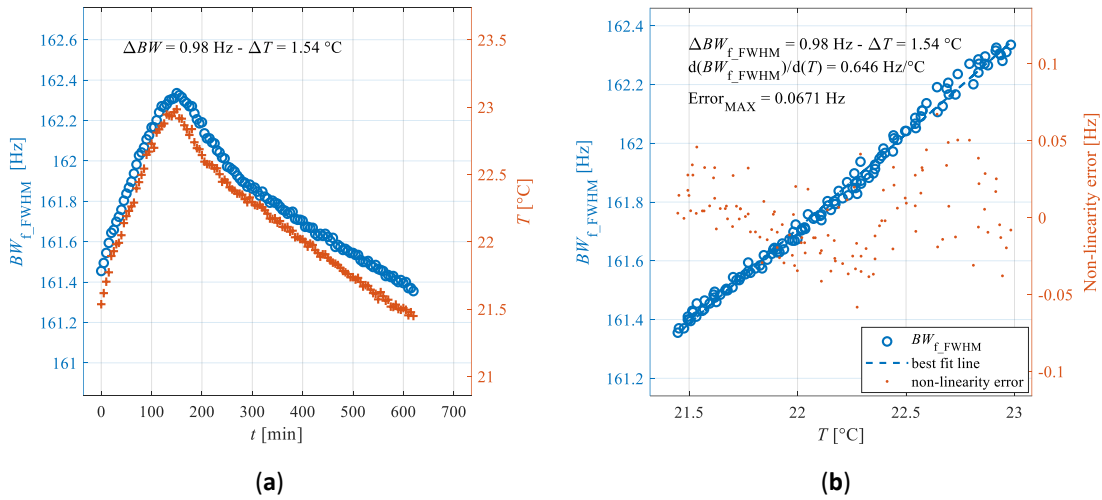 ΔBW = 0.98 Hz - ΔT = 1.54 °C
162.6
162.4
162.2
162
161.8
161.6
161.4
161.2
161
BW_f_FWHM [Hz]
23.5
23
22.5
22
21.5
21
T [°C]
0 100 200 300 400 500 600 700
t [min]
(a)
ΔBW_f_FWHM = 0.98 Hz - ΔT = 1.54 °C
d(BW_f_FWHM)/d(T) = 0.646 Hz/°C
Error_MAX = 0.0671 Hz
162.4
162.2
162
161.8
161.6
161.4
161.2
BW_f_FWHM [Hz]
0.1
0.05
0
-0.05
-0.1
Non-linearity error [Hz]
BW_f_FWHM
best fit line
non-linearity error
21.5 22 22.5 23
T [°C]
(b)